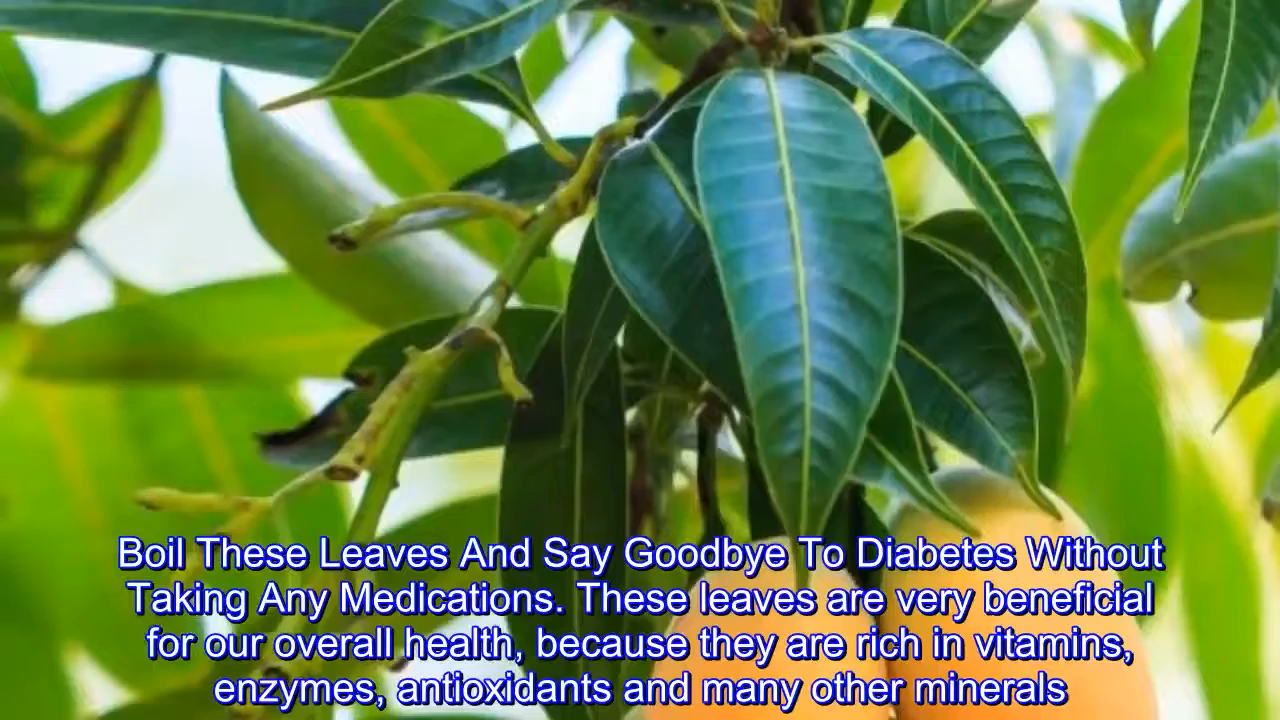 Boil These Leaves And Say Goodbye To Diabetes Without
Taking Any Medications. These leaves are very beneficial
for our overall health, because they are rich in vitamins,
enzymes, antioxidants and many other minerals